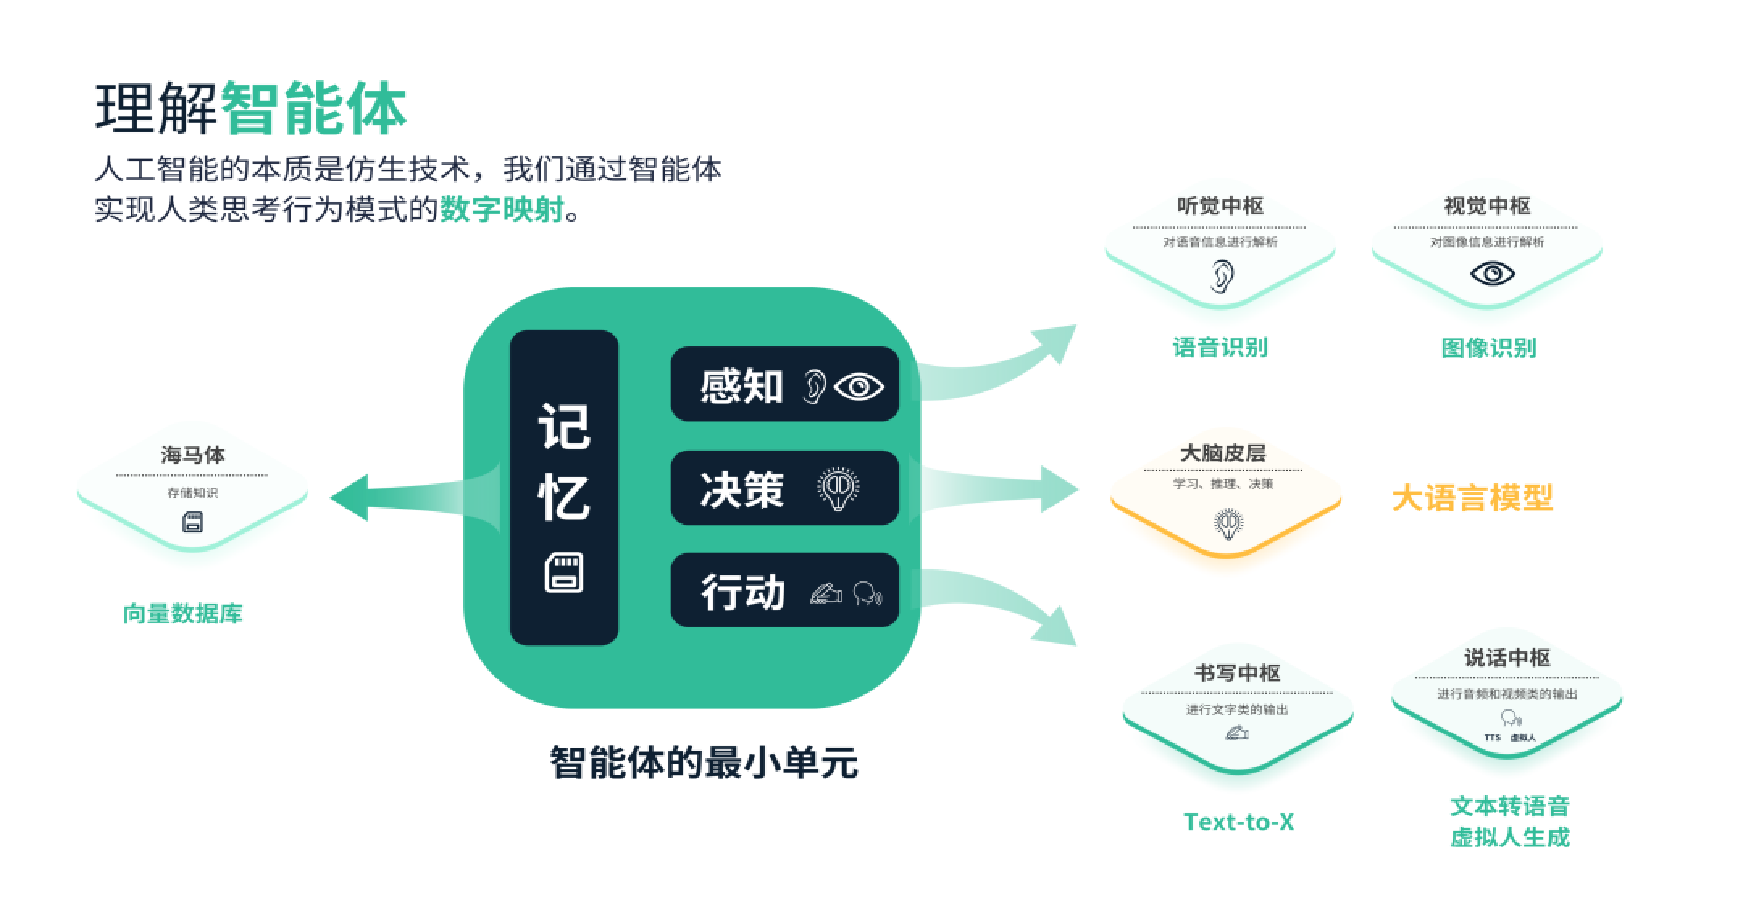 理解智能体
人工智能的本质是仿生技术，我们通过智能体
实现人类思考行为模式的数字映射。
海马体
存储知识
向量数据库
记
忆
感知
决策
行动
智能体的最小单元
听觉中枢
对语音信息进行解析
语音识别
视觉中枢
对图像信息进行解析
图像识别
大脑皮层
学习、推理、决策
大语言模型
书写中枢
进行文字类的输出
Text-to-X
说话中枢
进行音频和视频类的输出
TTS 虚拟人
文本转语音
虚拟人生成